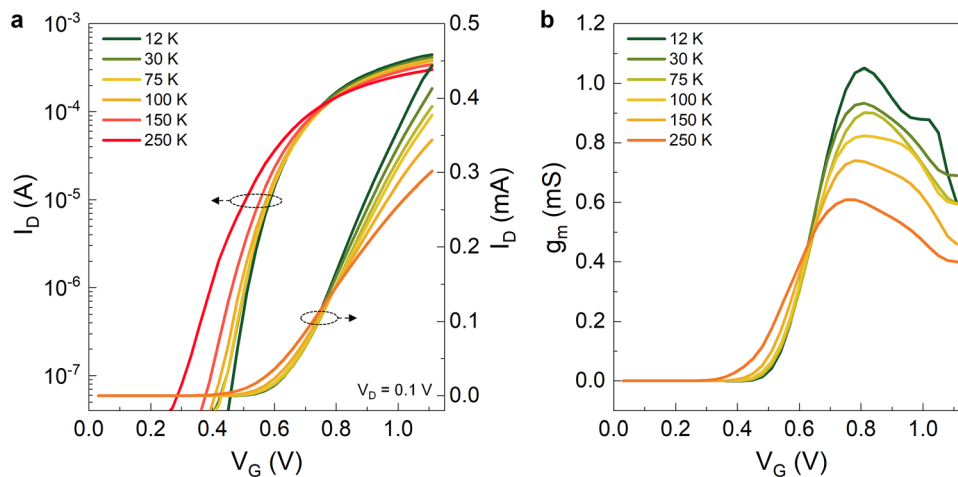 a
I_D (A)
10⁻³
10⁻⁴
10⁻⁵
10⁻⁶
10⁻⁷
12 K
30 K
75 K
100 K
150 K
250 K
V_D = 0.1 V
0.5
0.4
0.3
0.2
0.1
0.0
I_D (mA)
0.0 0.2 0.4 0.6 0.8 1.0
V_G (V)
b
g_m (mS)
1.2
1.0
0.8
0.6
0.4
0.2
0.0
12 K
30 K
75 K
100 K
150 K
250 K
0.0 0.2 0.4 0.6 0.8 1.0
V_G (V)